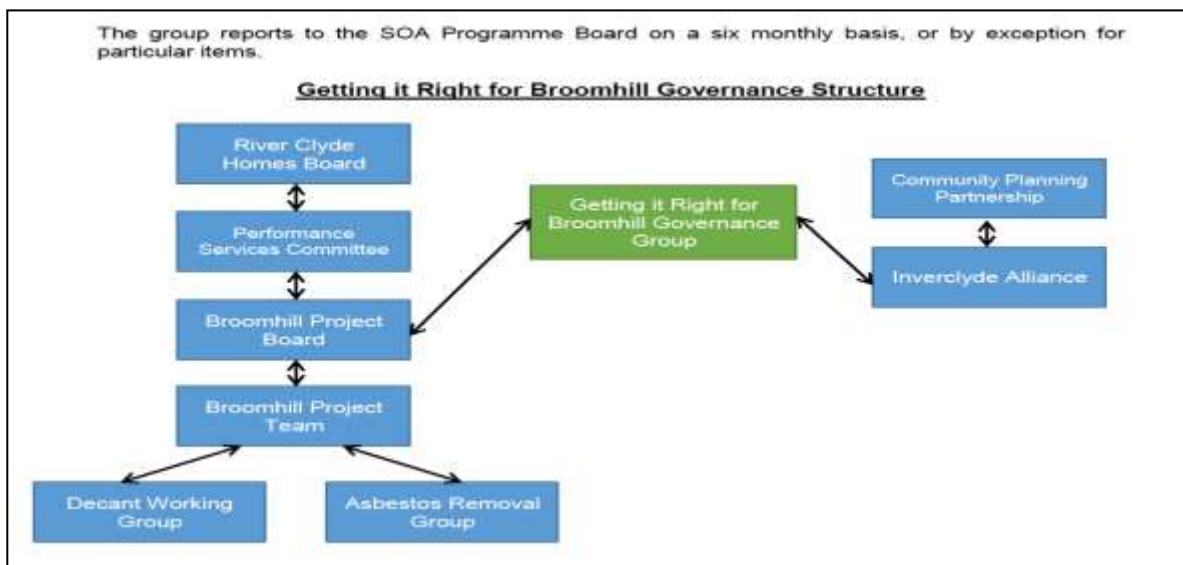 The group reports to the SOA Programme Board on a six monthly basis, or by exception for
particular items.
Getting it Right for Broomhill Governance Structure
River Clyde
Homes Board
Performance
Services Committee
Broomhill Project
Board
Broomhill Project
Team
Decant Working
Group
Asbestos Removal
Group
Getting it Right for
Broomhill Governance
Group
Community Planning
Partnership
Inverclyde Alliance